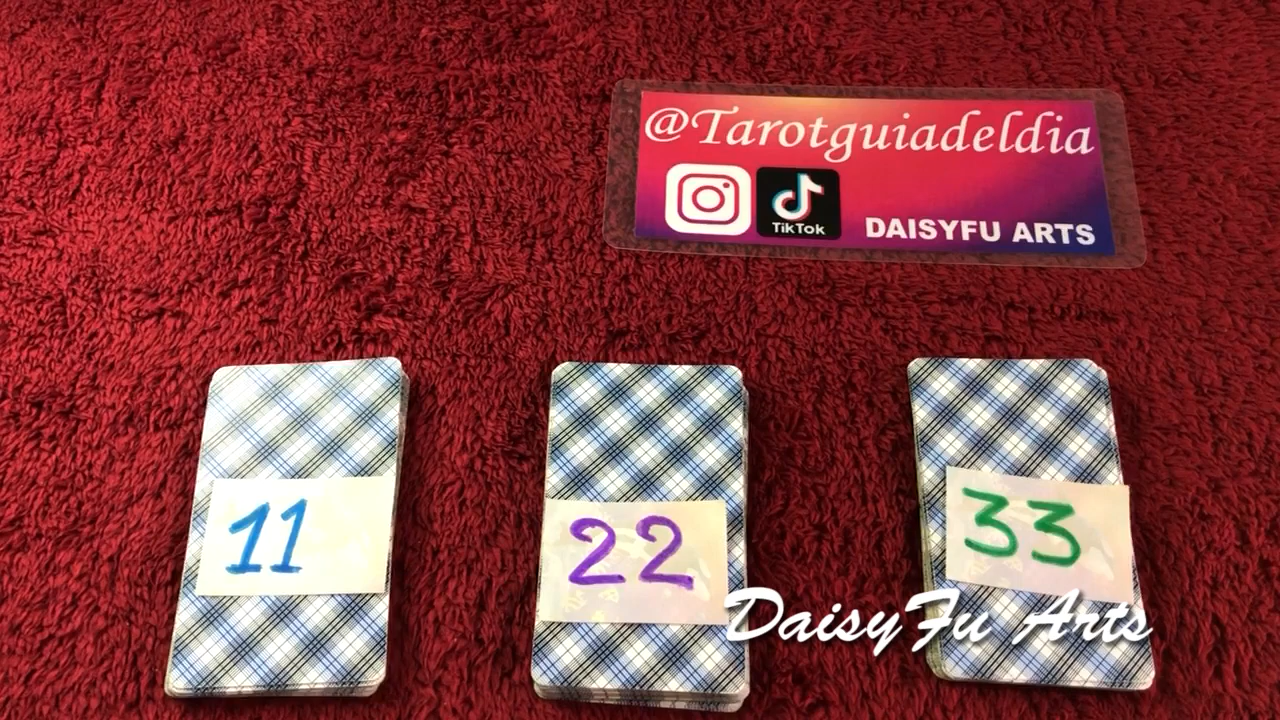 @Tarotguiadeldia
TikTok
DAISYFU ARTS
11
22
33
DaisyFu Arts